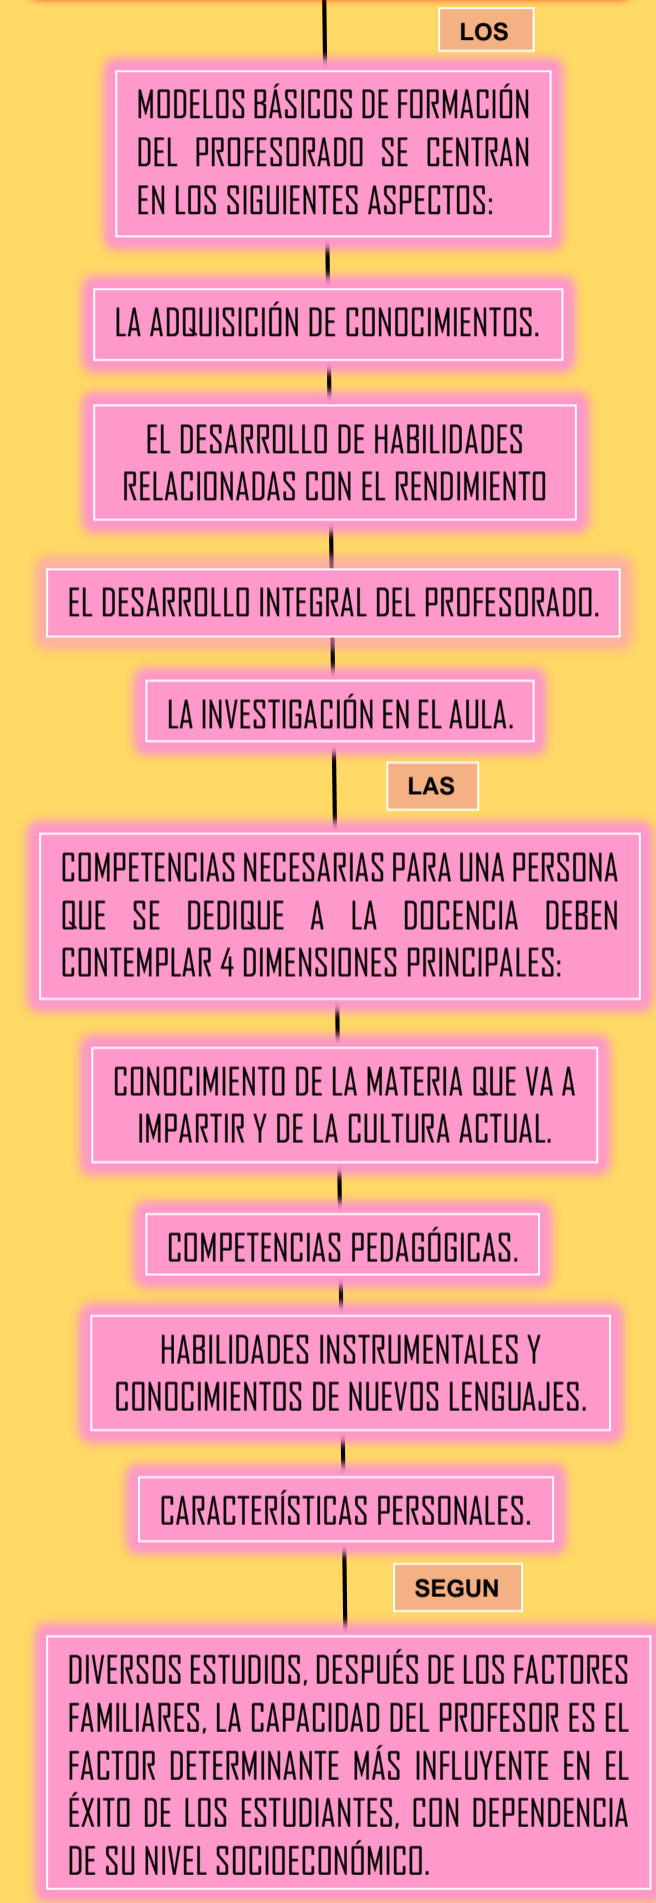 LOS
MODELOS BÁSICOS DE FORMACIÓN
DEL PROFESORADO SE CENTRAN
EN LOS SIGUIENTES ASPECTOS:
LA ADQUISICIÓN DE CONOCIMIENTOS.
EL DESARROLLO DE HABILIDADES
RELACIONADAS CON EL RENDIMIENTO
EL DESARROLLO INTEGRAL DEL PROFESORADO.
LA INVESTIGACIÓN EN EL AULA.
LAS
COMPETENCIAS NECESARIAS PARA UNA PERSONA
QUE SE DEDIQUE A LA DOCENCIA DEBEN
CONTEMPLAR 4 DIMENSIONES PRINCIPALES:
CONOCIMIENTO DE LA MATERIA QUE VA A
IMPARTIR Y DE LA CULTURA ACTUAL.
COMPETENCIAS PEDAGÓGICAS.
HABILIDADES INSTRUMENTALES Y
CONOCIMIENTOS DE NUEVOS LENGUAJES.
CARACTERÍSTICAS PERSONALES.
SEGUN
DIVERSOS ESTUDIOS, DESPUÉS DE LOS FACTORES
FAMILIARES, LA CAPACIDAD DEL PROFESOR ES EL
FACTOR DETERMINANTE MÁS INFLUYENTE EN EL
ÉXITO DE LOS ESTUDIANTES, CON DEPENDENCIA
DE SU NIVEL SOCIOECONÓMICO.